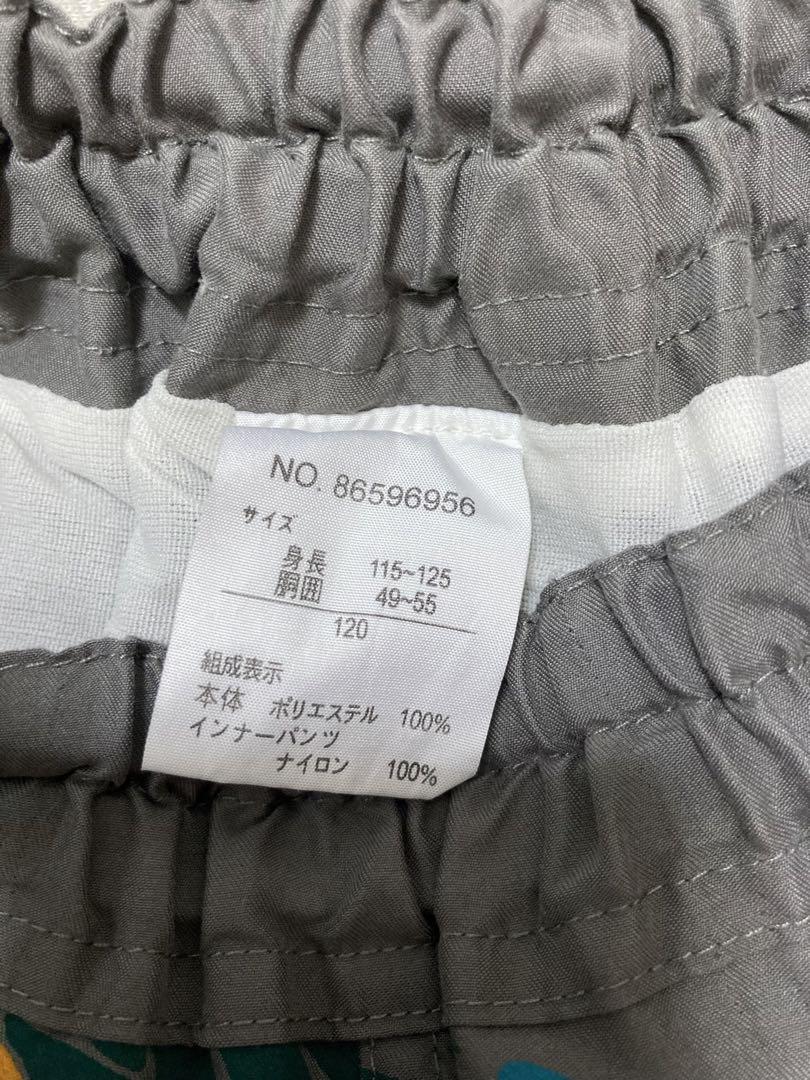 NO. 86596956
サイズ
身長 115~125
胴囲 49~55
120
組成表示
本体 ポリエステル 100%
インナーパンツ
ナイロン 100%